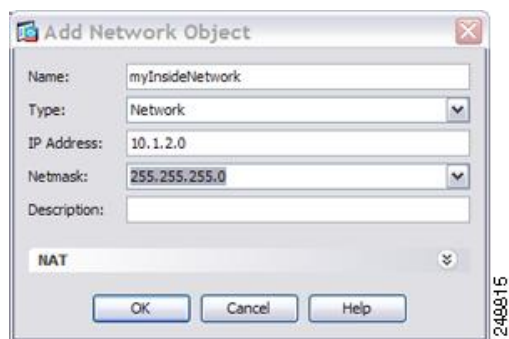 Add Network Object
Name: myInsideNetwork
Type: Network
IP Address: 10.1.2.0
Netmask: 255.255.255.0
Description:
NAT
OK Cancel Help
248815